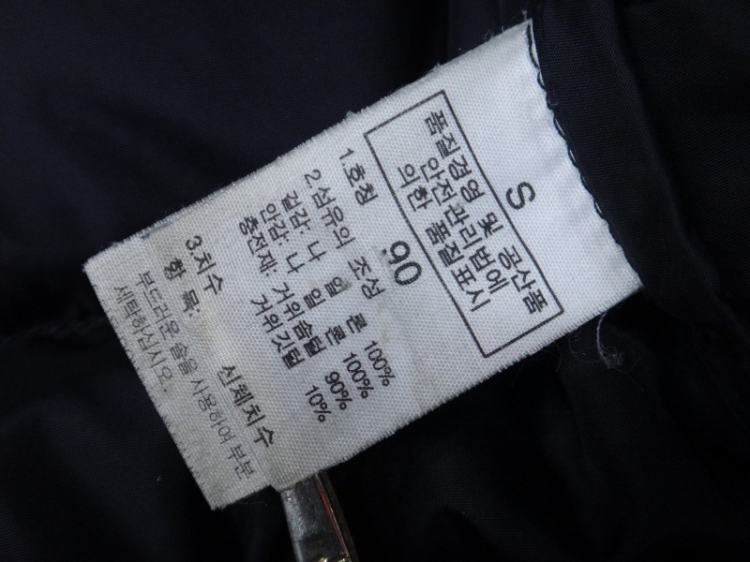 S
품질경영 및 공산품
안전관리법에
의한 품질표시
1.호칭 90
2.섬유의 조성
겉감: 나 일 론 100%
안감: 나 일 론 100%
충전재: 거위솜털 90%
거위깃털 10%
3.치수
항 목: 신체치수
부드러운 솔을 사용하여 부분
세탁하십시오.